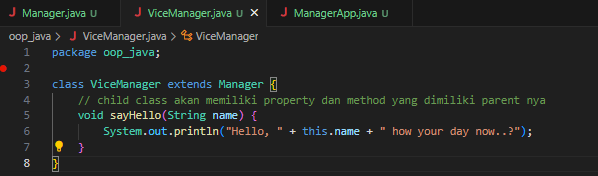 Manager.java U
ViceManager.java U
ManagerApp.java U
oop_java > ViceManager.java > ViceManager
1 package oop_java;
2
3 class ViceManager extends Manager {
4 // child class akan memiliki property dan method yang dimiliki parent nya
5 void sayHello(String name) {
6 System.out.println("Hello, " + this.name + " how your day now..?");
7 }
8 }